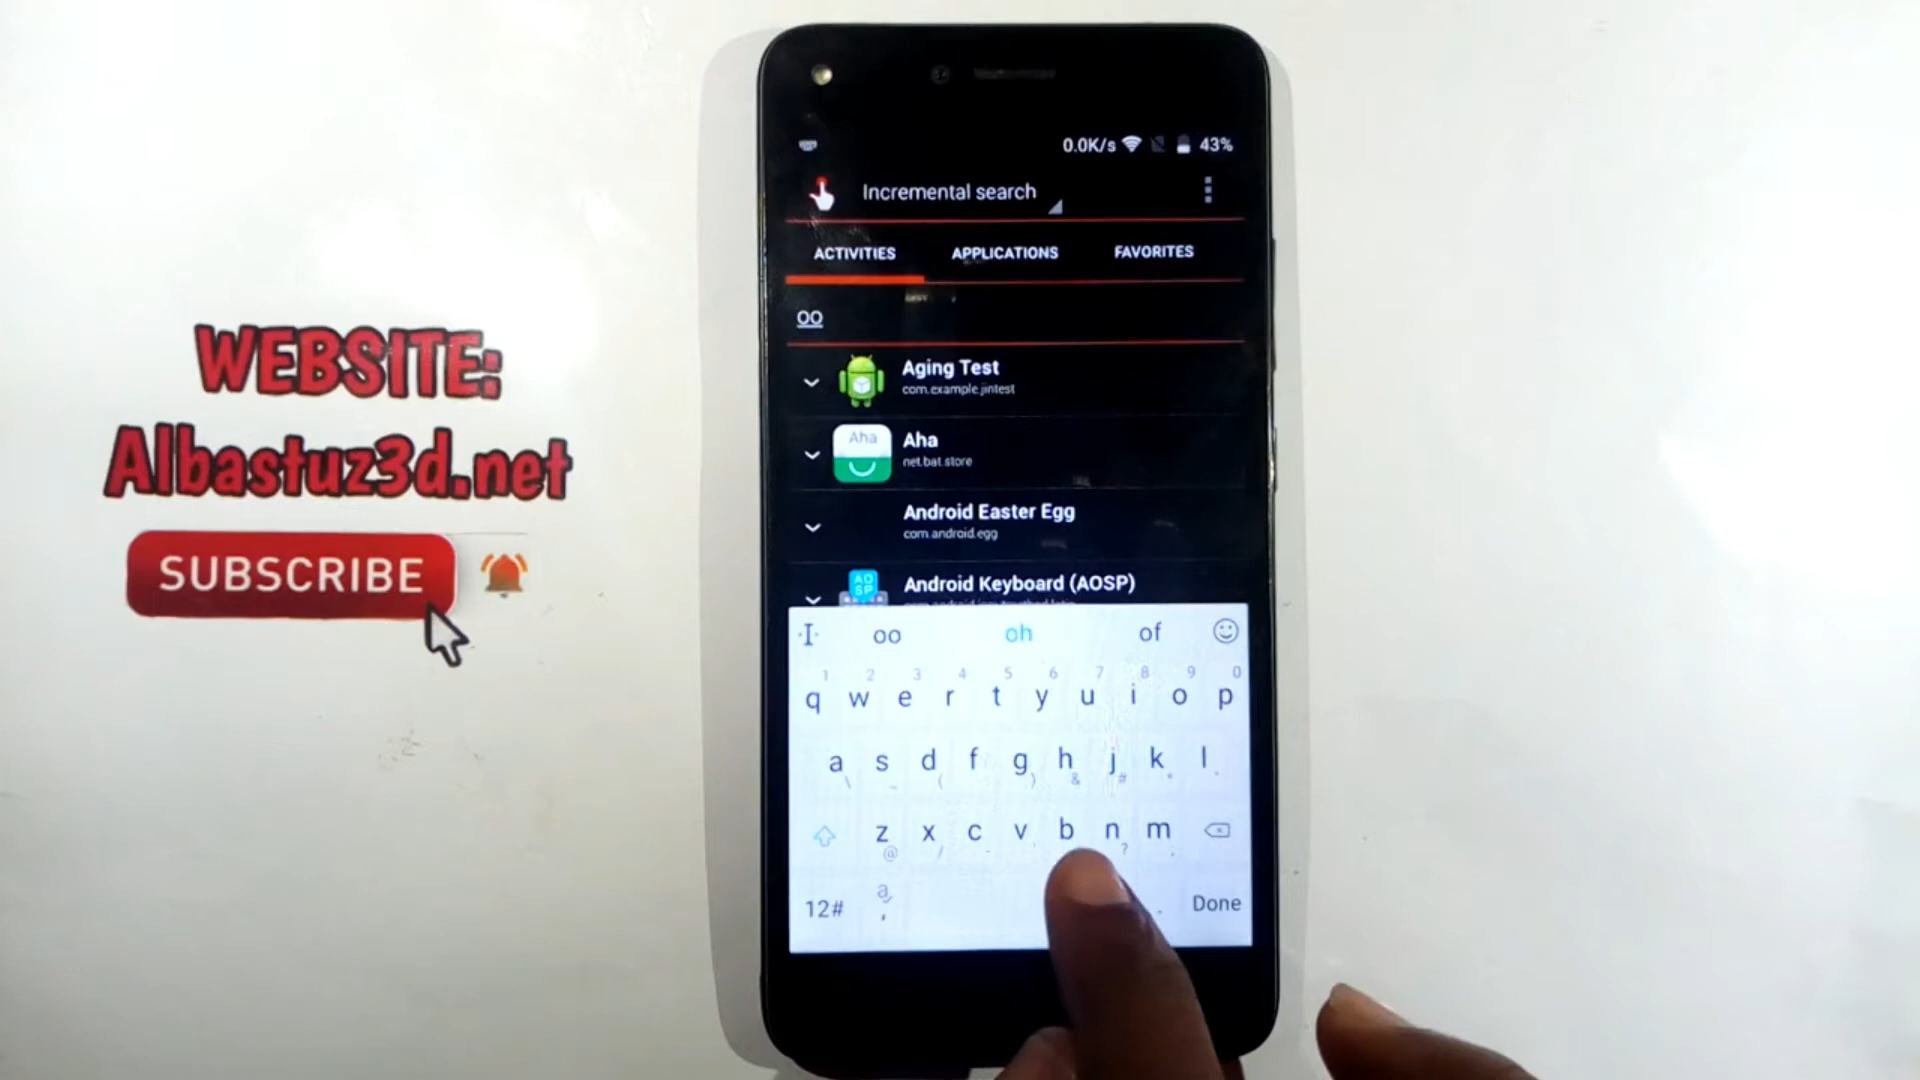 WEBSITE:
Albastuz3d.net
SUBSCRIBE
0.0K/s 43%
Incremental search
ACTIVITIES APPLICATIONS FAVORITES
oo
Aging Test
com.example.jintest
Aha
Aha
net.bat.store
Android Easter Egg
com.android.egg
AO
SP
Android Keyboard (AOSP)
oo oh of
1 2 3 4 5 6 7 8 9 0
q w e r t y u i o p
a s d f g h j k l
\ _ ( ) & #
z x c v b n m
@ / ?
12# , . Done